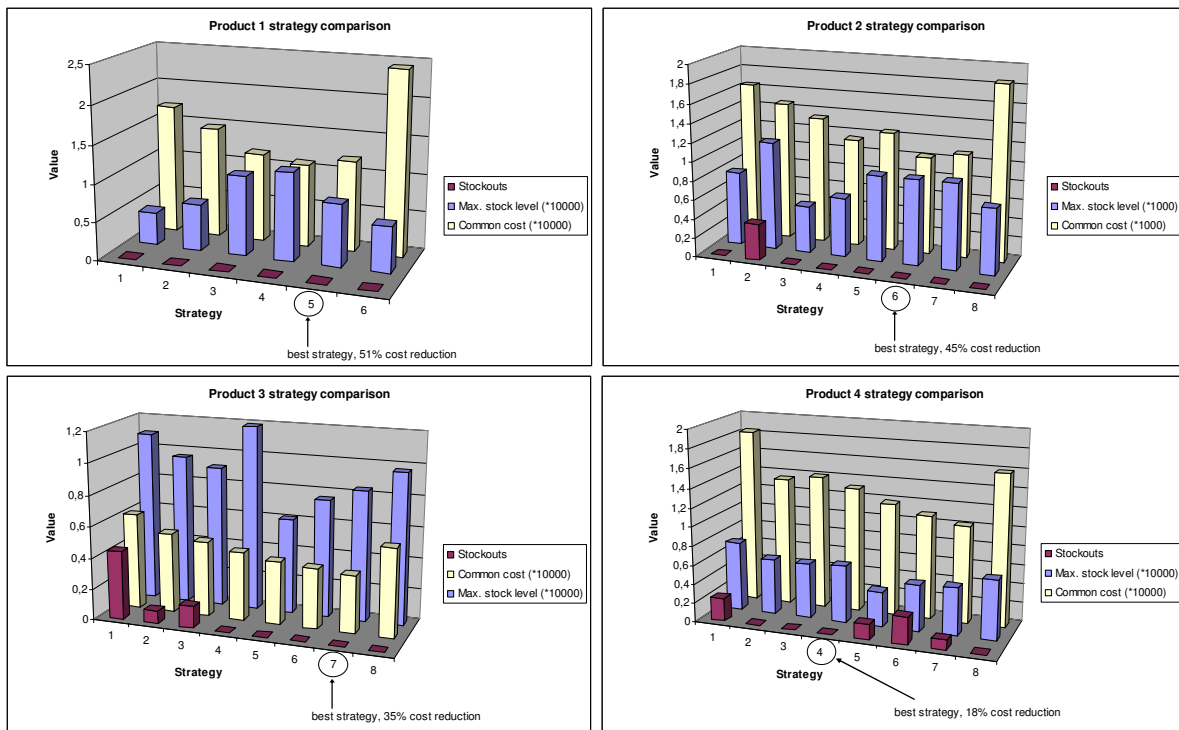 Product 1 strategy comparison
2,5
2
1,5
1
0,5
0
Value
1
2
3
4
5
6
Strategy
Stockouts
Max. stock level (*10000)
Common cost (*10000)
best strategy, 51% cost reduction
Product 2 strategy comparison
2
1,8
1,6
1,4
1,2
1
0,8
0,6
0,4
0,2
0
Value
1
2
3
4
5
6
7
8
Strategy
Stockouts
Max. stock level (*1000)
Common cost (*1000)
best strategy, 45% cost reduction
Product 3 strategy comparison
1,2
1
0,8
0,6
0,4
0,2
0
Value
1
2
3
4
5
6
7
8
Strategy
Stockouts
Common cost (*10000)
Max. stock level (*10000)
best strategy, 35% cost reduction
Product 4 strategy comparison
2
1,8
1,6
1,4
1,2
1
0,8
0,6
0,4
0,2
0
Value
1
2
3
4
5
6
7
8
Strategy
Stockouts
Max. stock level (*10000)
Common cost (*10000)
best strategy, 18% cost reduction